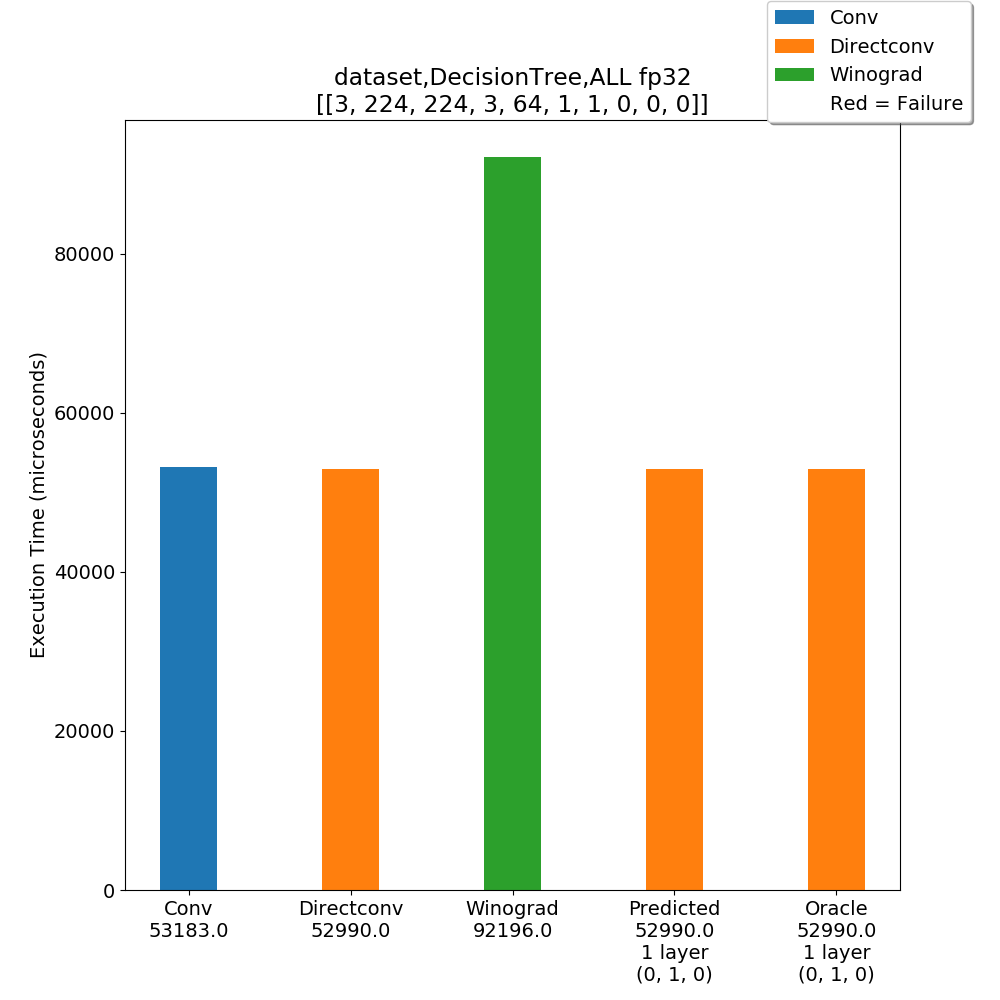 Conv
Directconv
Winograd
Red = Failure
dataset,DecisionTree,ALL fp32
[[3, 224, 224, 3, 64, 1, 1, 0, 0, 0]]
Execution Time (microseconds)
80000
60000
40000
20000
0
Conv
53183.0
Directconv
52990.0
Winograd
92196.0
Predicted
52990.0
1 layer
(0, 1, 0)
Oracle
52990.0
1 layer
(0, 1, 0)